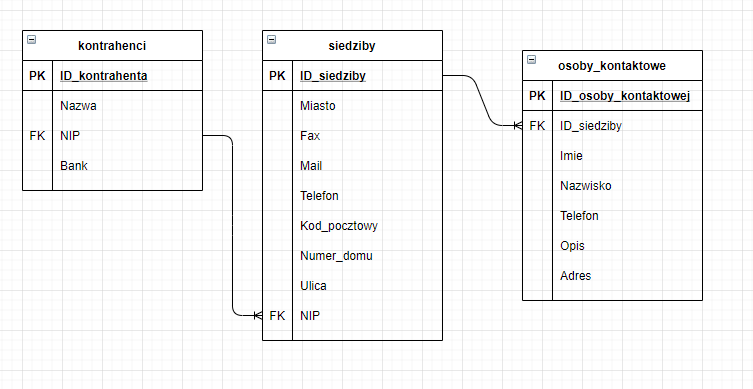 kontrahenci
PK ID_kontrahenta
Nazwa
FK NIP
Bank
siedziby
PK ID_siedziby
Miasto
Fax
Mail
Telefon
Kod_pocztowy
Numer_domu
Ulica
FK NIP
osoby_kontaktowe
PK ID_osoby_kontaktowej
FK ID_siedziby
Imie
Nazwisko
Telefon
Opis
Adres